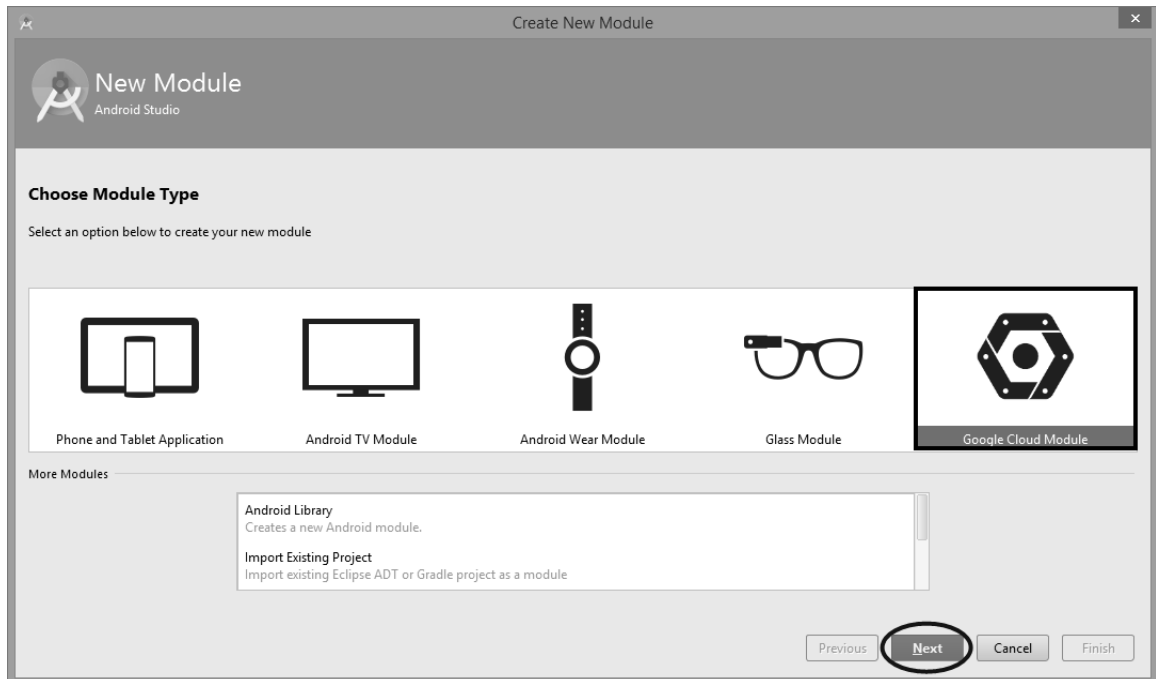 Create New Module
New Module
Android Studio
Choose Module Type
Select an option below to create your new module
Phone and Tablet Application
Android TV Module
Android Wear Module
Glass Module
Google Cloud Module
More Modules
Android Library
Creates a new Android module.
Import Existing Project
Import existing Eclipse ADT or Gradle project as a module
Previous
Next
Cancel
Finish